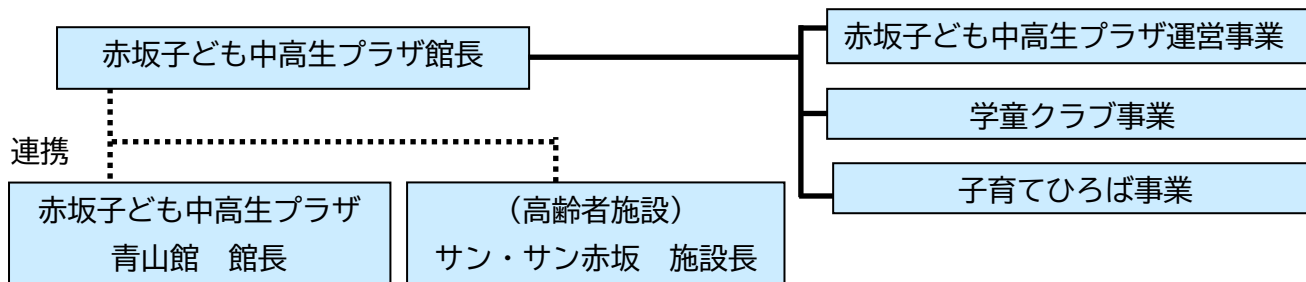 赤坂子ども中高生プラザ館長
赤坂子ども中高生プラザ運営事業
学童クラブ事業
子育てひろば事業
連携
赤坂子ども中高生プラザ
青山館　館長
（高齢者施設）
サン・サン赤坂　施設長